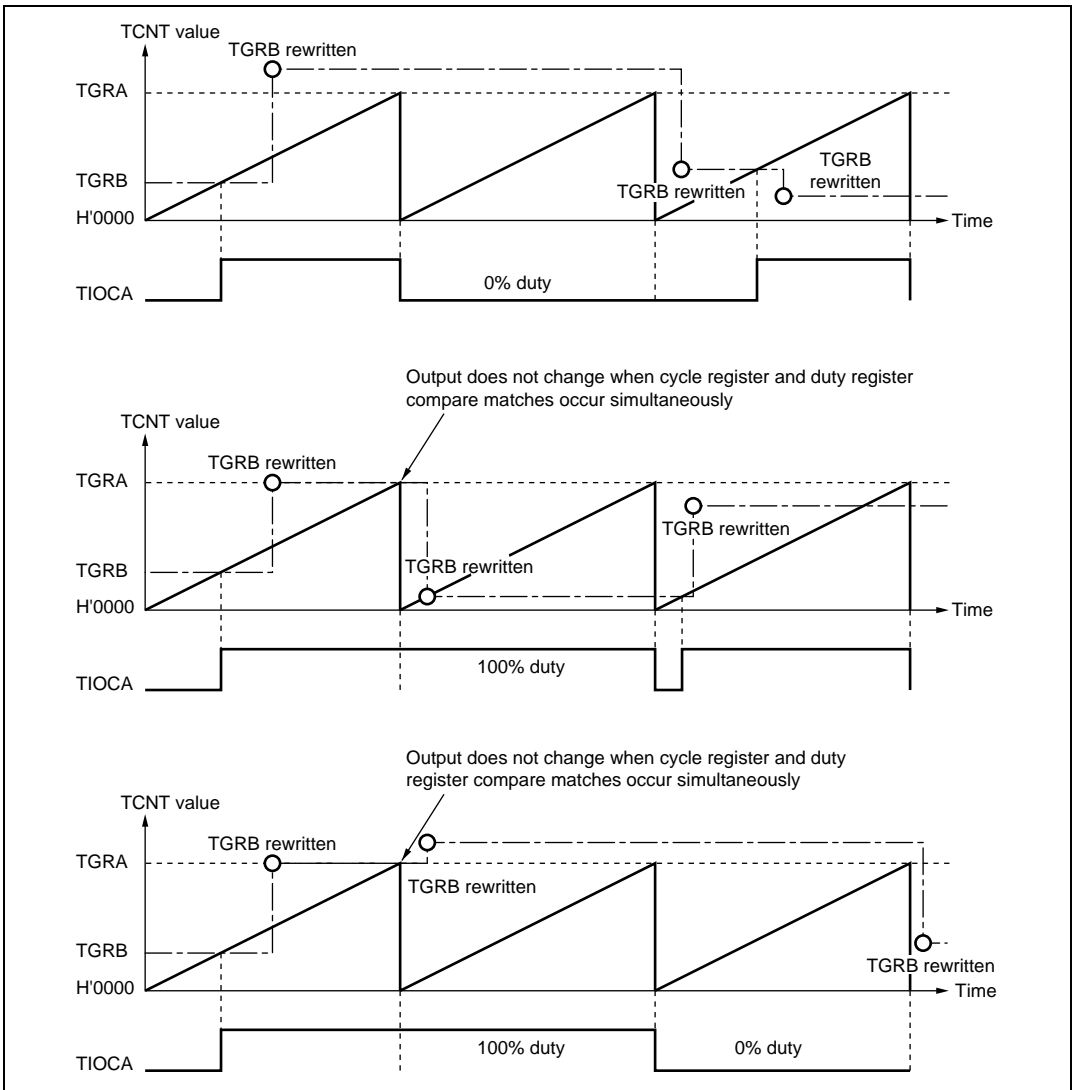 TCNT value
TGRB rewritten
TGRA
TGRB
rewritten
TGRB
TGRB rewritten
H'0000
Time
0% duty
TIOCA
Output does not change when cycle register and duty register
compare matches occur simultaneously
TCNT value
TGRB rewritten
TGRA
TGRB rewritten
TGRB rewritten
TGRB
H'0000
Time
100% duty
TIOCA
Output does not change when cycle register and duty
register compare matches occur simultaneously
TCNT value
TGRB rewritten
TGRA
TGRB rewritten
TGRB
TGRB rewritten
H'0000
Time
100% duty
0% duty
TIOCA